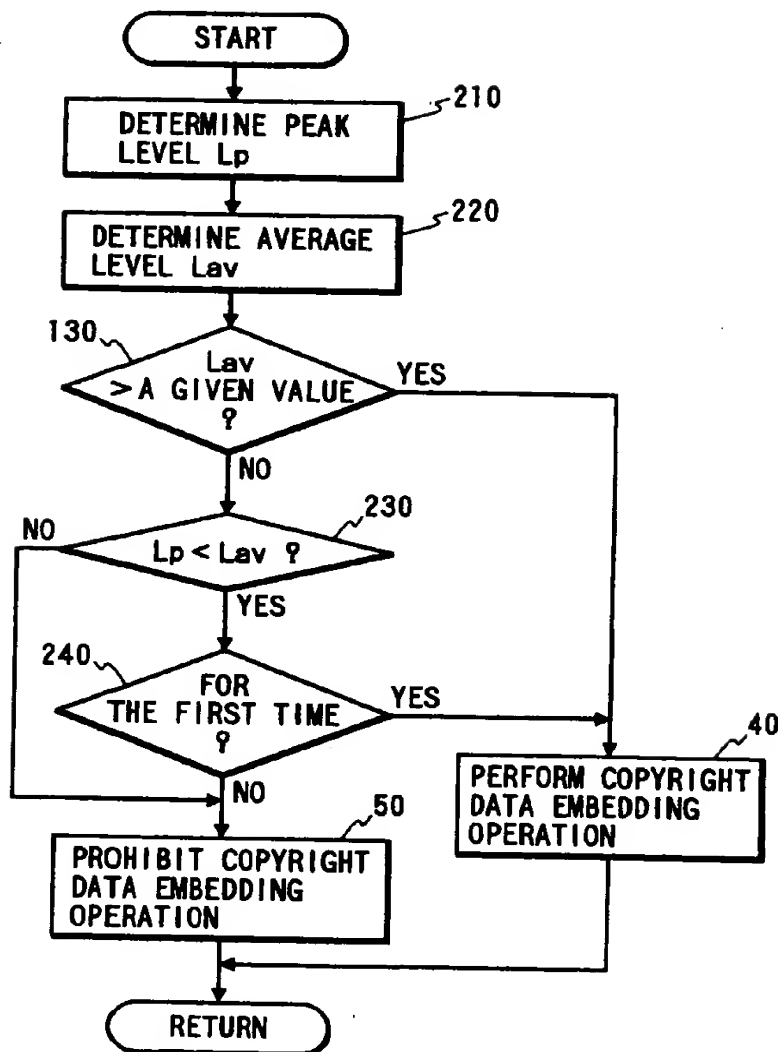 START
210
DETERMINE PEAK
LEVEL Lp
220
DETERMINE AVERAGE
LEVEL Lav
130
Lav
> A GIVEN VALUE
?
YES
NO
230
NO
Lp < Lav ?
YES
240
FOR
THE FIRST TIME
?
YES
NO
40
PERFORM COPYRIGHT
DATA EMBEDDING
OPERATION
50
PROHIBIT COPYRIGHT
DATA EMBEDDING
OPERATION
RETURN